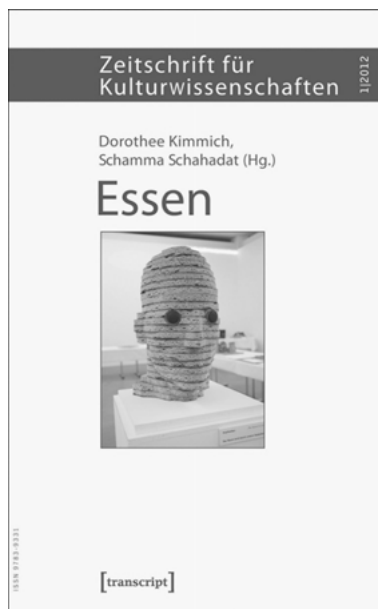 Zeitschrift für
Kulturwissenschaften
1|2012
Dorothee Kimmich,
Schamma Schahadat (Hg.)
Essen
[transcript]
ISSN 9783-9331